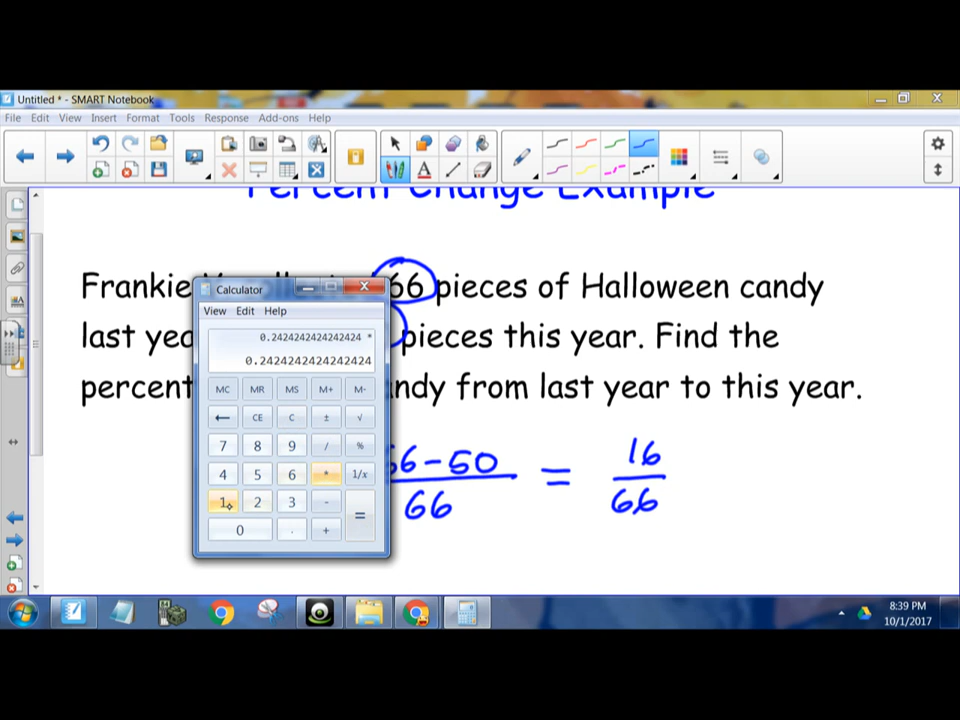 Untitled * - SMART Notebook
File Edit View Insert Format Tools Response Add-ons Help
Percent Change Example
Frankie 66 pieces of Halloween candy
last yea pieces this year. Find the
percent andy from last year to this year.
66-50 = 16
66 66
Calculator
View Edit Help
0.2424242424242424 *
0.2424242424242424
MC MR MS M+ M-
← CE C ± √
7 8 9 / %
4 5 6 * 1/x
1 2 3 - =
0 . +
8:39 PM
10/1/2017